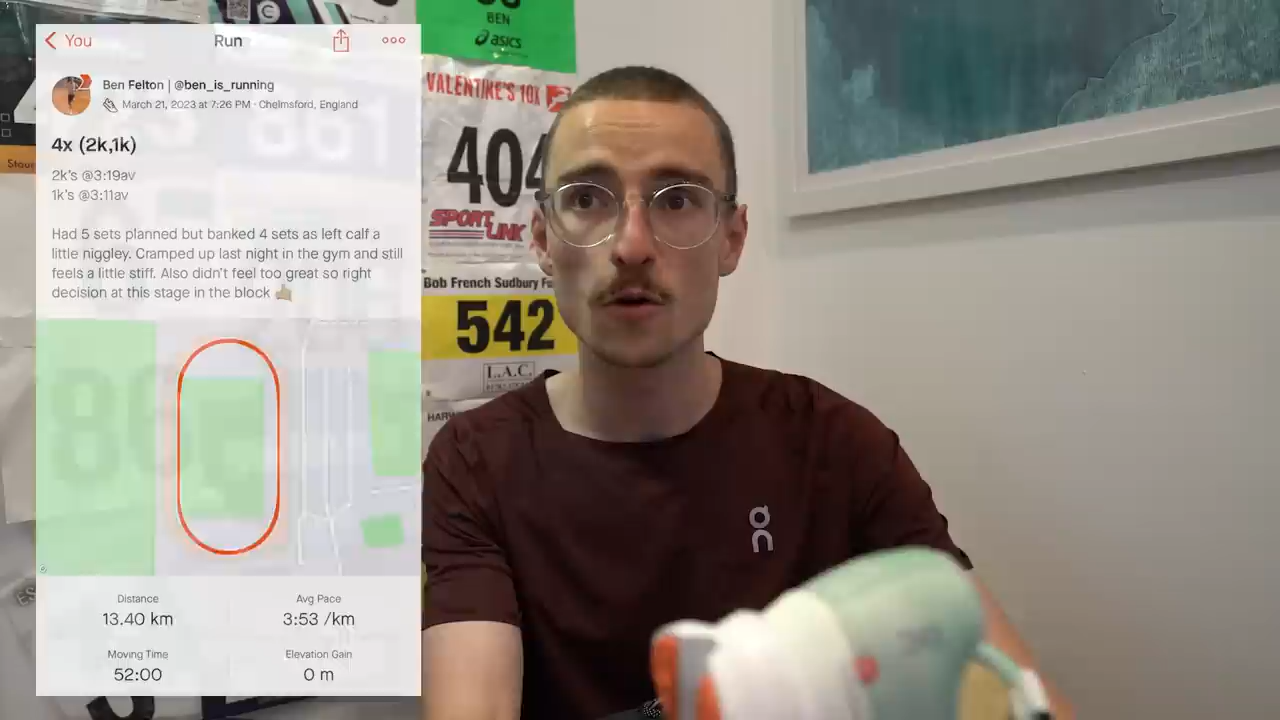 You
Run
Ben Felton | @ben_is_running
March 21, 2023 at 7:26 PM · Chelmsford, England
4x (2k,1k)
2k's @3:19av
1k's @3:11av
Had 5 sets planned but banked 4 sets as left calf a
little niggley. Cramped up last night in the gym and still
feels a little stiff. Also didn't feel too great so right
decision at this stage in the block 👍🏼
Distance
13.40 km
Avg Pace
3:53 /km
Moving Time
52:00
Elevation Gain
0 m
BEN
asics
VALENTINE'S 10K
404
SPORT
LINK
Bob French Sudbury
542
L.A.C.
on